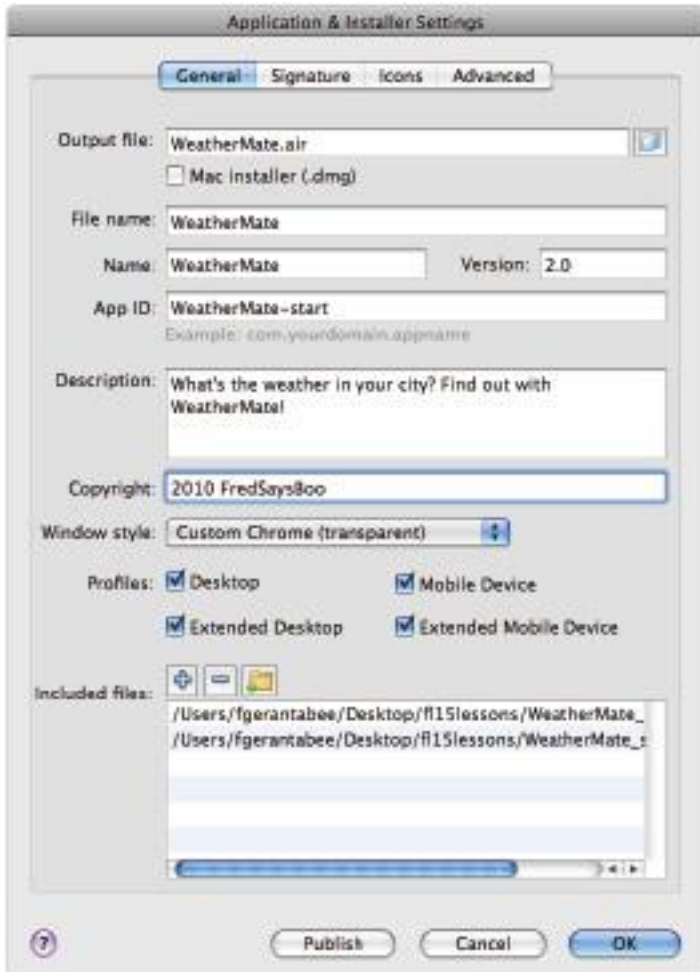 Application & Installer Settings
General Signature Icons Advanced
Output file: WeatherMate.air
Mac installer (.dmg)
File name: WeatherMate
Name: WeatherMate Version: 2.0
App ID: WeatherMate-start
Example: com.yourdomain.appname
Description: What's the weather in your city? Find out with
WeatherMate!
Copyright: 2010 FredSaysBoo
Window style: Custom Chrome (transparent)
Profiles: Desktop Mobile Device
Extended Desktop Extended Mobile Device
Included files:
/Users/fgerantabee/Desktop/fl15lessons/WeatherMate_
/Users/fgerantabee/Desktop/fl15lessons/WeatherMate_s
? Publish Cancel OK